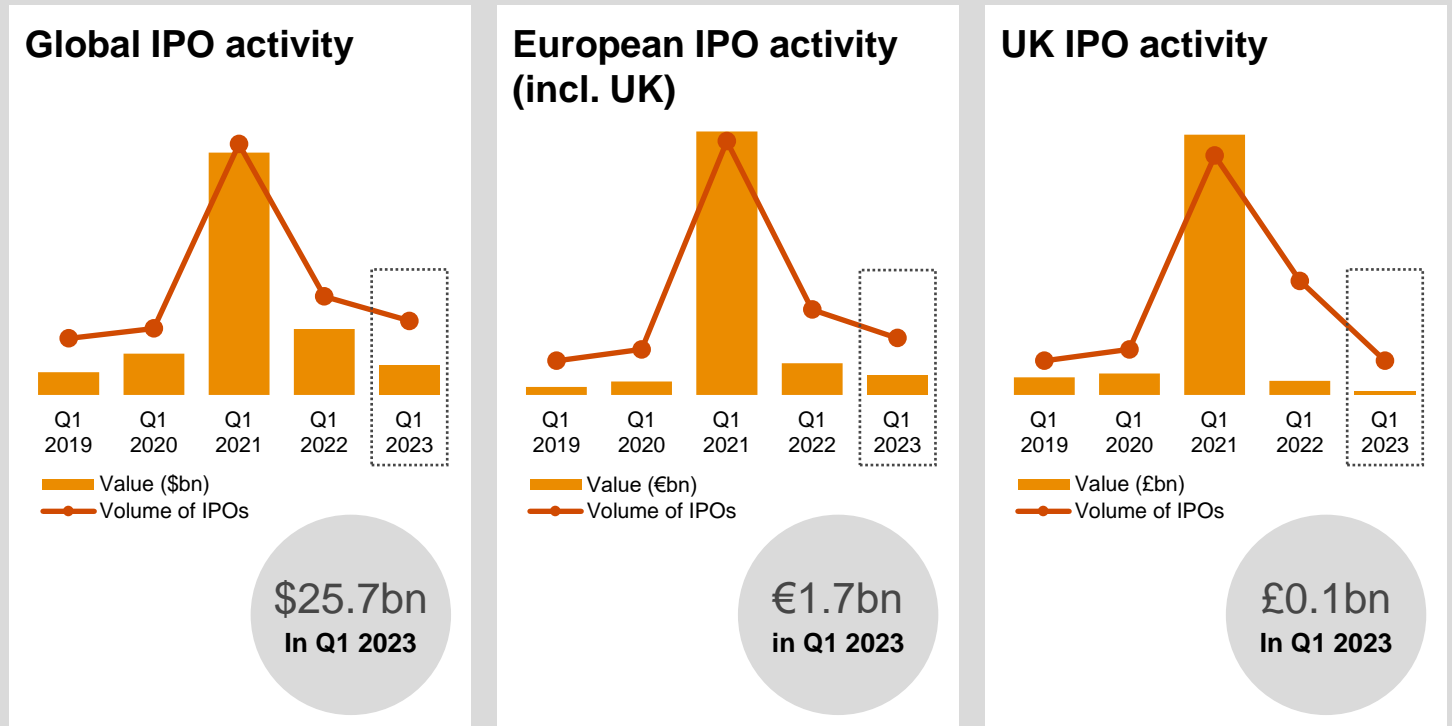 Global IPO activity
Q1 Q1 Q1 Q1 Q1
2019 2020 2021 2022 2023
Value ($bn)
Volume of IPOs
$25.7bn
In Q1 2023
European IPO activity
(incl. UK)
Q1 Q1 Q1 Q1 Q1
2019 2020 2021 2022 2023
Value (€bn)
Volume of IPOs
€1.7bn
in Q1 2023
UK IPO activity
Q1 Q1 Q1 Q1 Q1
2019 2020 2021 2022 2023
Value (£bn)
Volume of IPOs
£0.1bn
In Q1 2023